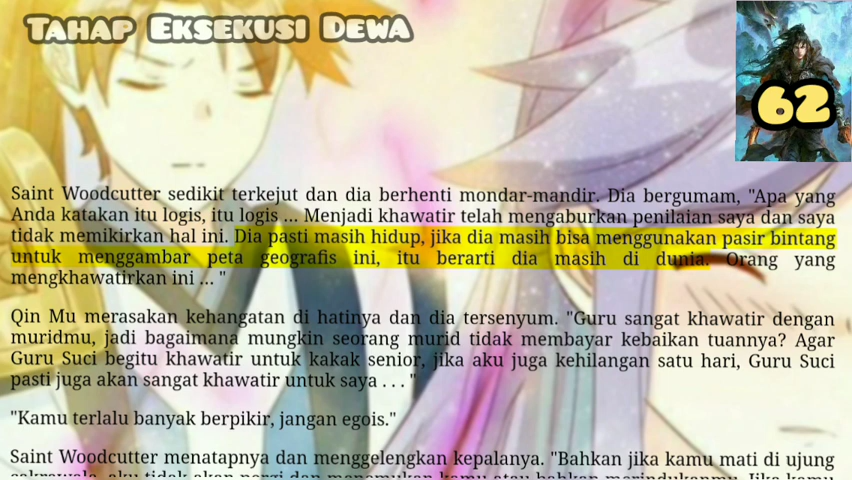 Tahap Eksekusi Dewa
62
Saint Woodcutter sedikit terkejut dan dia berhenti mondar-mandir. Dia bergumam, "Apa yang
Anda katakan itu logis, itu logis ... Menjadi khawatir telah mengaburkan penilaian saya dan saya
tidak memikirkan hal ini. Dia pasti masih hidup, jika dia masih bisa menggunakan pasir bintang
untuk menggambar peta geografis ini, itu berarti dia masih di dunia. Orang yang
mengkhawatirkan ini ... "
Qin Mu merasakan kehangatan di hatinya dan dia tersenyum. "Guru sangat khawatir dengan
muridmu, jadi bagaimana mungkin seorang murid tidak membayar kebaikan tuannya? Agar
Guru Suci begitu khawatir untuk kakak senior, jika aku juga kehilangan satu hari, Guru Suci
pasti juga akan sangat khawatir untuk saya . . . "
"Kamu terlalu banyak berpikir, jangan egois."
Saint Woodcutter menatapnya dan menggelengkan kepalanya. "Bahkan jika kamu mati di ujung